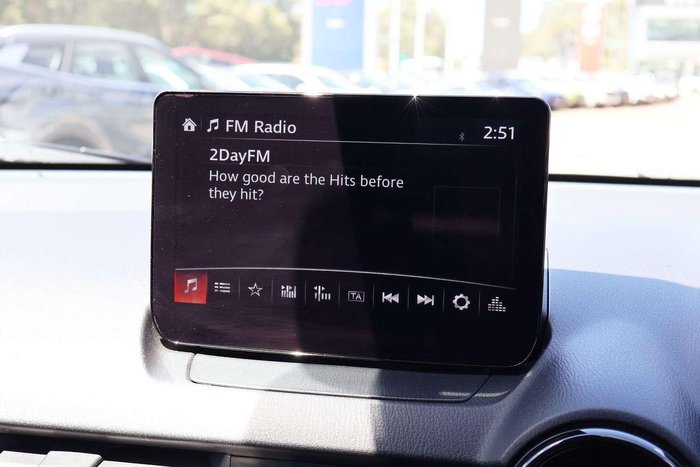 FM Radio
2:51
2DayFM
How good are the Hits before
they hit?
TA